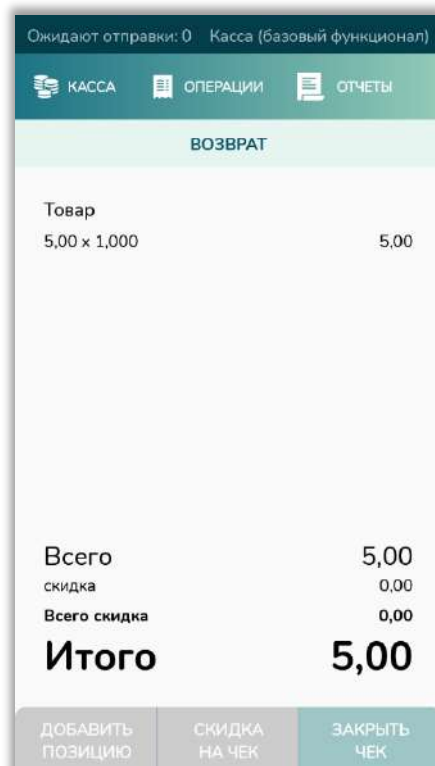 Ожидают отправки: 0 Касса (базовый функционал)
КАССА ОПЕРАЦИИ ОТЧЕТЫ
ВОЗВРАТ
Товар
5,00 x 1,000 5,00
Всего 5,00
скидка 0,00
Всего скидка 0,00
Итого 5,00
ДОБАВИТЬ СКИДКА ЗАКРЫТЬ
ПОЗИЦИЮ НА ЧЕК ЧЕК